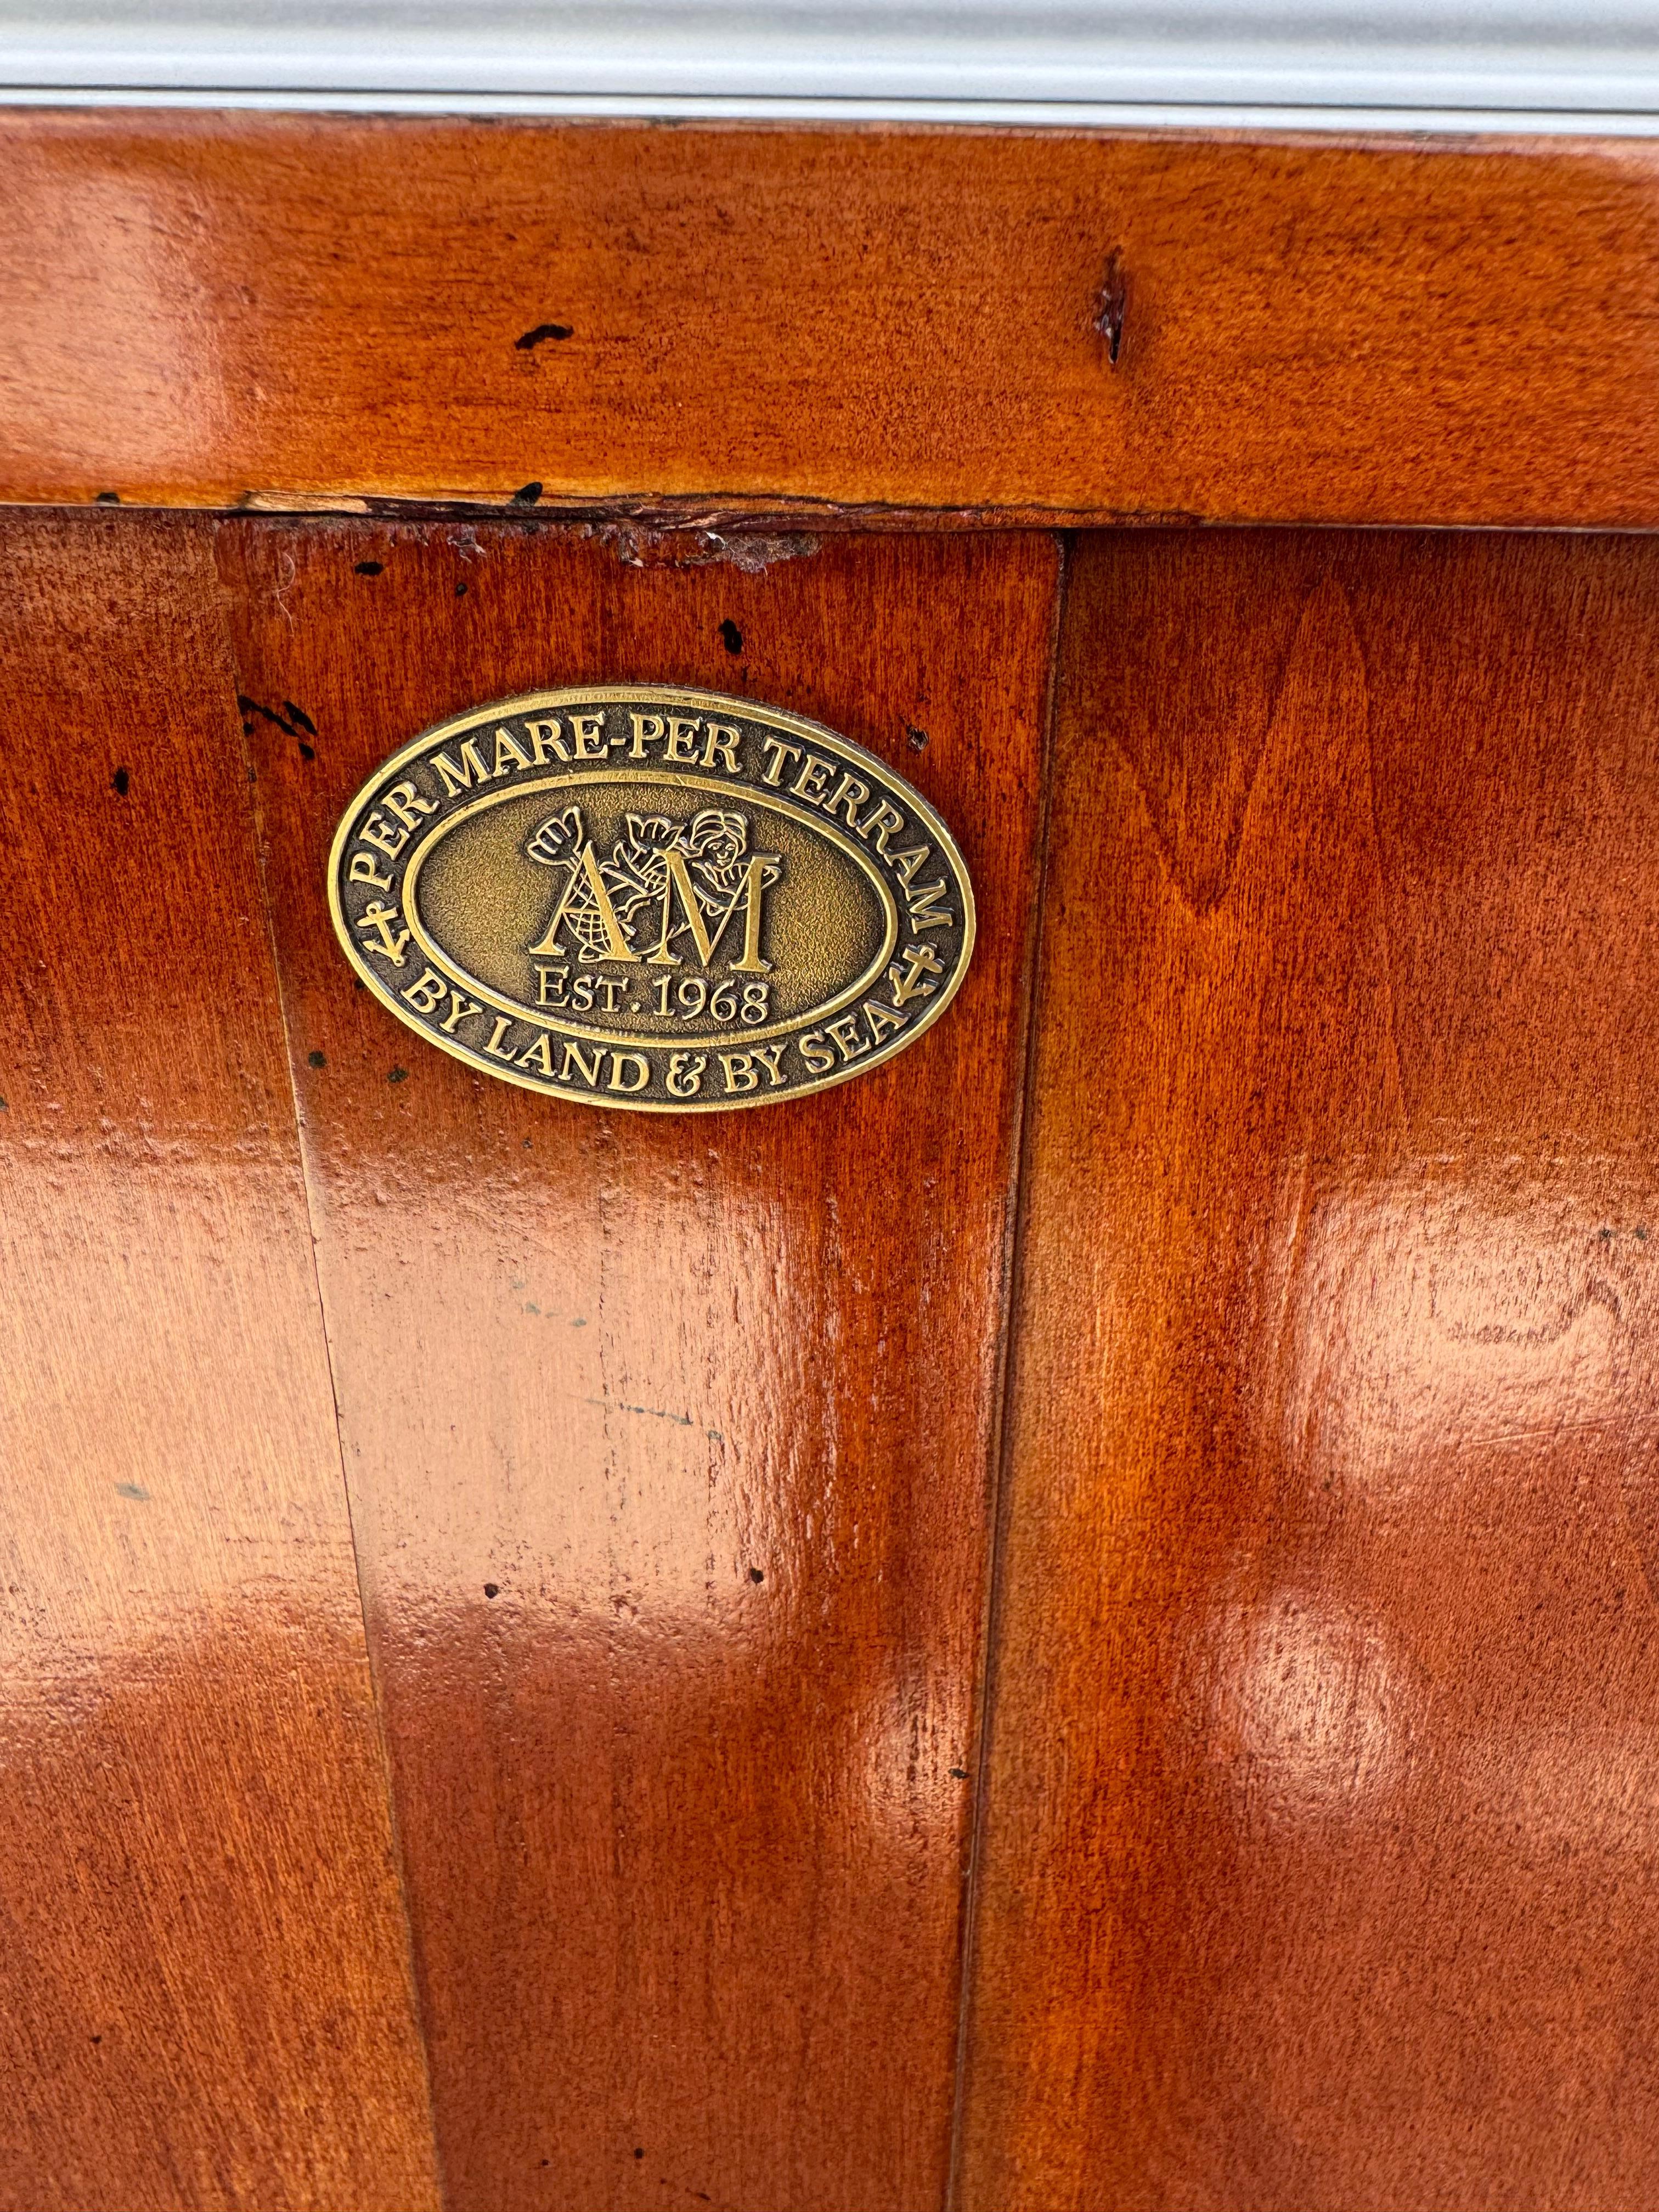 PER MARE-PER TERRAM
AM
EST. 1968
BY LAND & BY SEA